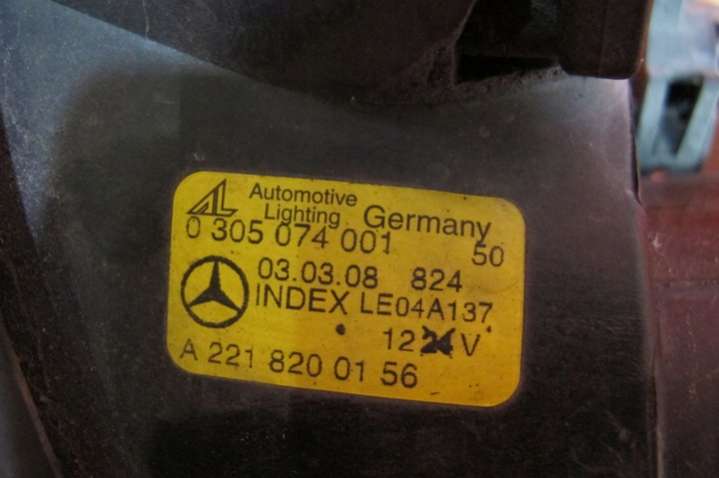 AL Automotive
Lighting Germany
0 305 074 001 50
03.03.08 824
INDEX LE04A137
12 24 V
A 221 820 01 56